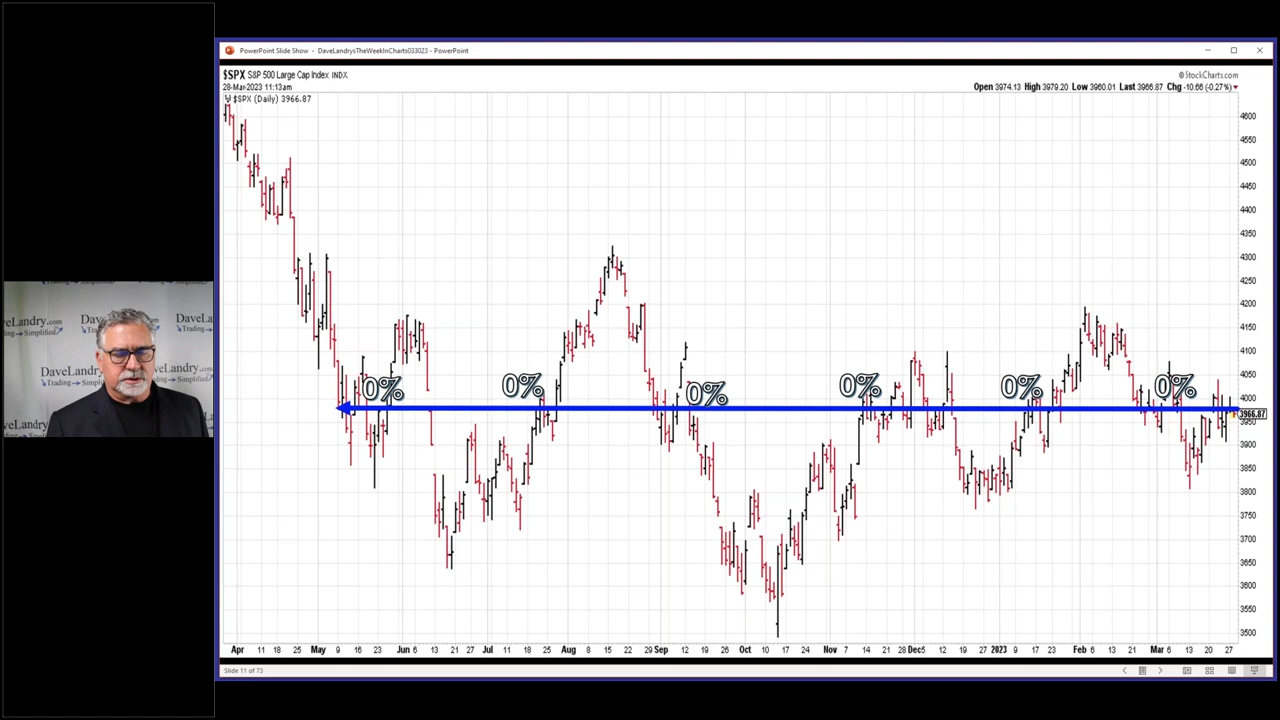 PowerPoint Slide Show - DaveLandrysTheWeekInCharts033023 - PowerPoint
$SPX S&P 500 Large Cap Index INDX
© StockCharts.com
28-Mar-2023 11:13am
Open 3974.13 High 3979.20 Low 3960.01 Last 3966.87 Chg -10.66 (-0.27%)
$SPX (Daily) 3966.87
4600
4550
4500
4450
4400
4350
4300
4250
4200
4150
4100
4050
4000
3966.87
3950
3900
3850
3800
3750
3700
3650
3600
3550
3500
0% 0% 0% 0% 0% 0%
Apr 11 18 25 May 9 16 23 Jun 6 13 21 27 Jul 11 18 25 Aug 8 15 22 28 Sep 12 19 26 Oct 10 17 24 Nov 7 14 21 28 Dec 5 12 19 27 2023 9 17 23 Feb 6 13 21 Mar 6 13 20 27
Slide 11 of 73
DaveLandry.com
Trading Simplified